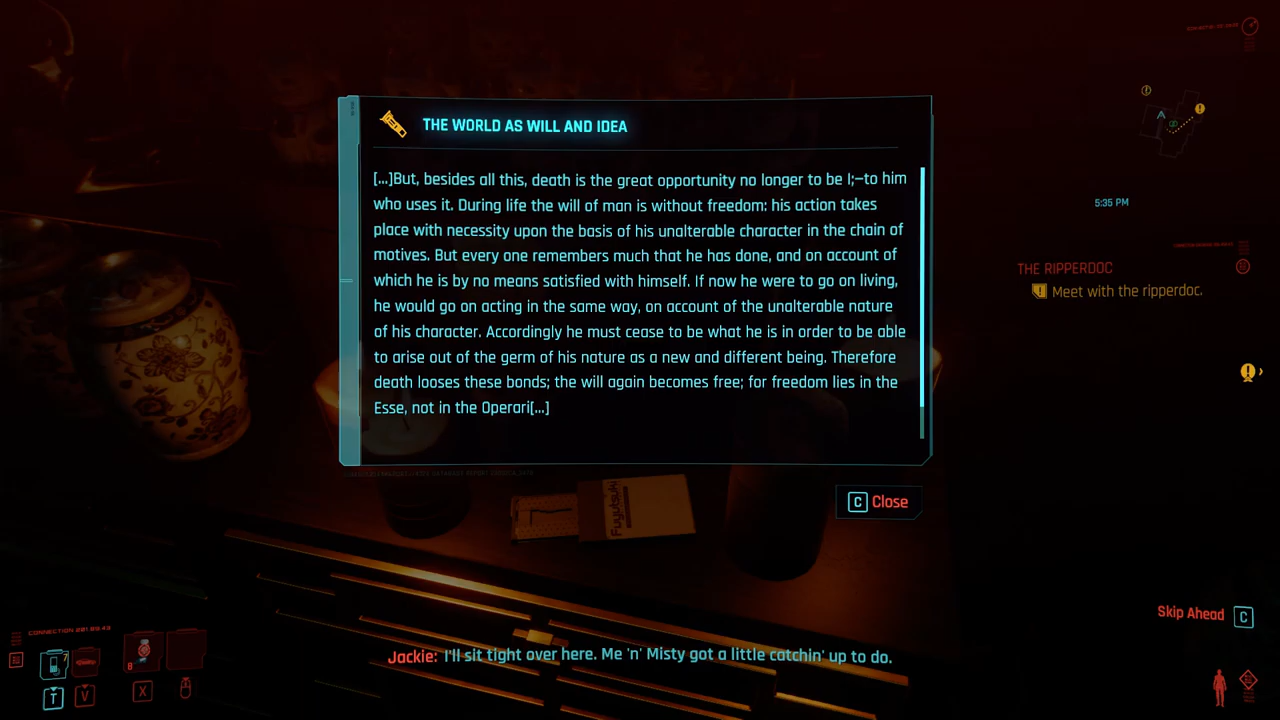 THE WORLD AS WILL AND IDEA
[...]But, besides all this, death is the great opportunity no longer to be I;—to him
who uses it. During life the will of man is without freedom: his action takes
place with necessity upon the basis of his unalterable character in the chain of
motives. But every one remembers much that he has done, and on account of
which he is by no means satisfied with himself. If now he were to go on living,
he would go on acting in the same way, on account of the unalterable nature
of his character. Accordingly he must cease to be what he is in order to be able
to arise out of the germ of his nature as a new and different being. Therefore
death looses these bonds; the will again becomes free; for freedom lies in the
Esse, not in the Operari[...]
C Close
5:35 PM
THE RIPPERDOC
Meet with the ripperdoc.
Fuyutsuki
Skip Ahead C
Jackie: I'll sit tight over here. Me 'n' Misty got a little catchin' up to do.
7
8
T V X